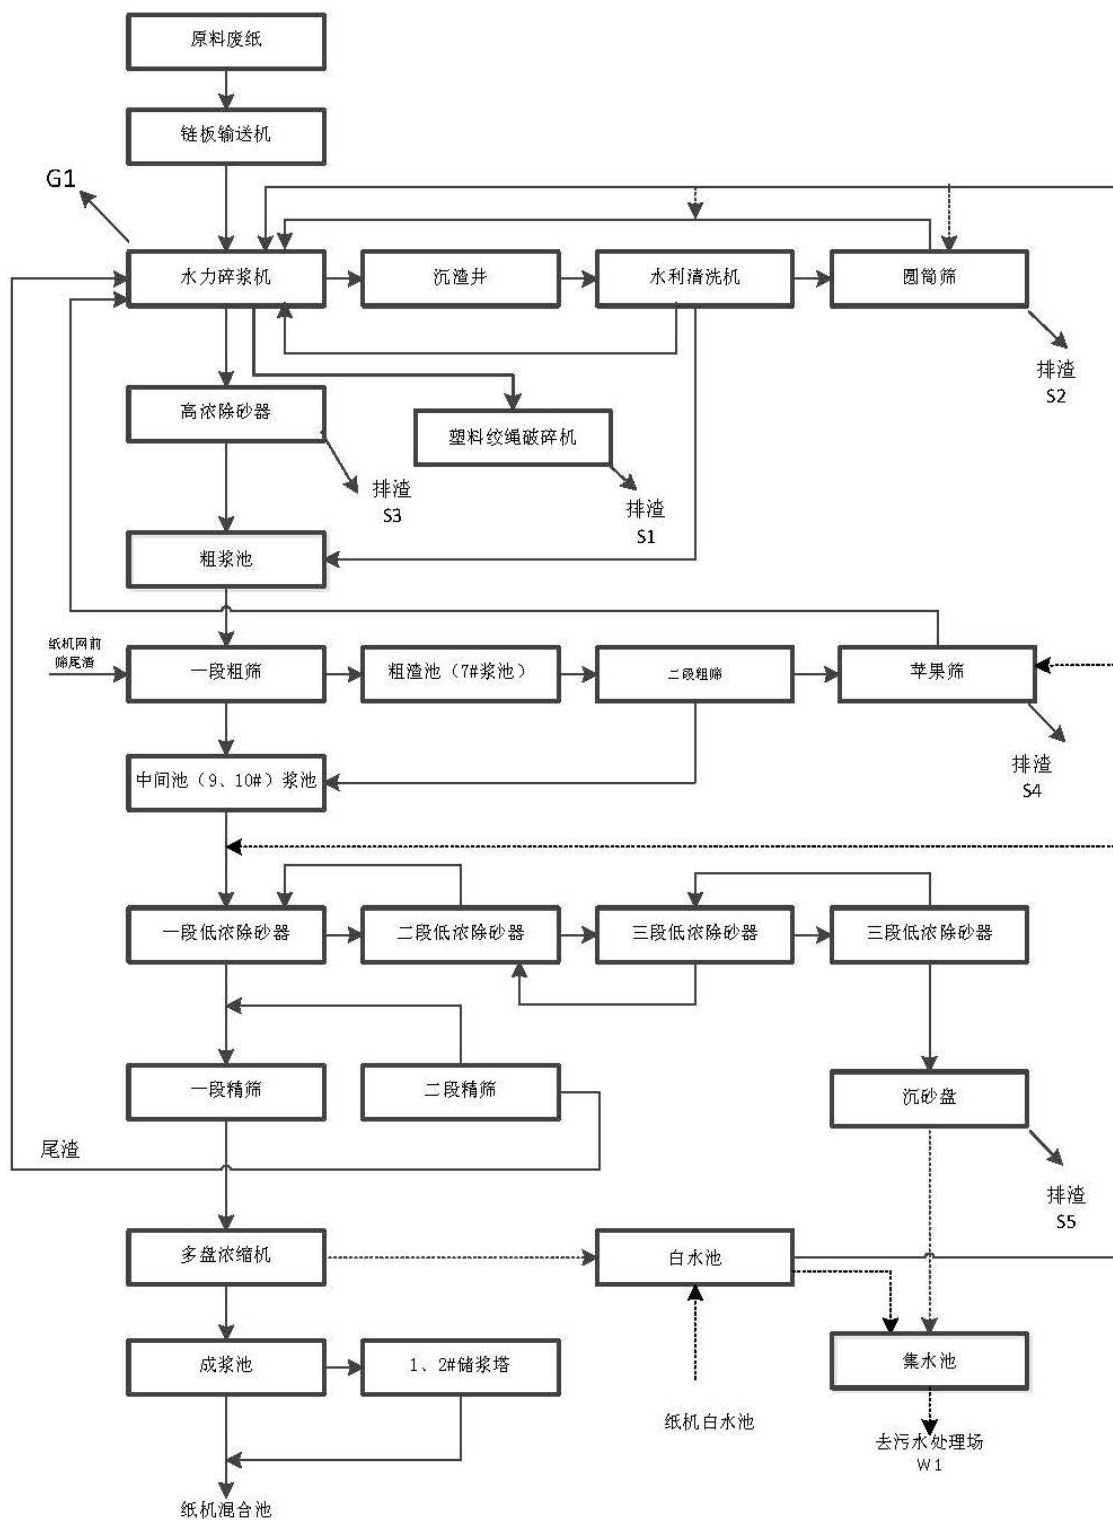 原料废纸
链板输送机
G1
水力碎浆机
沉渣井
水利清洗机
圆筒筛
排渣
S2
高浓除砂器
塑料绞绳破碎机
排渣
S3
排渣
S1
粗浆池
纸机网前
筛尾渣
一段粗筛
粗渣池（7#浆池）
二段粗筛
苹果筛
排渣
S4
中间池（9、10#）浆池
一段低浓除砂器
二段低浓除砂器
三段低浓除砂器
三段低浓除砂器
一段精筛
二段精筛
沉砂盘
尾渣
排渣
S5
多盘浓缩机
白水池
成浆池
1、2#储浆塔
集水池
纸机白水池
去污水处理场
W1
纸机混合池